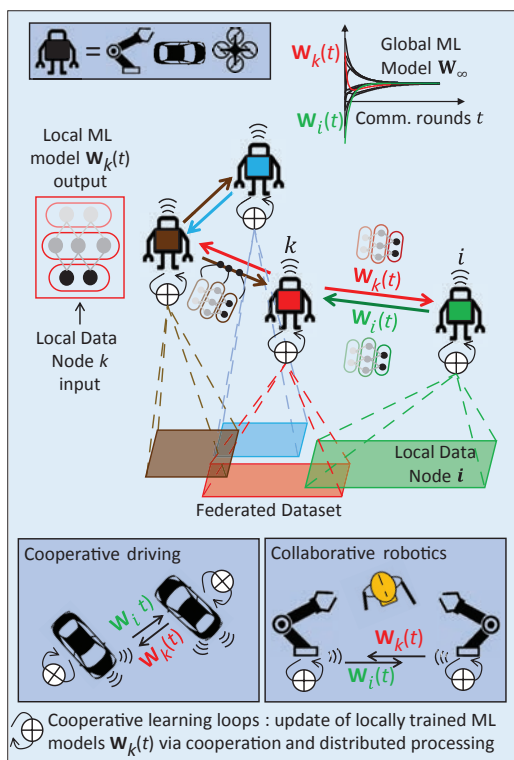 =
W_k(t)
Global ML
Model W_∞
W_i(t)
Comm. rounds t
Local ML
model W_k(t)
output
k
i
W_k(t)
W_i(t)
Local Data
Node k
input
Local Data
Node i
Federated Dataset
Cooperative driving
W_i t)
W_k(t)
Collaborative robotics
W_k(t)
W_i(t)
Cooperative learning loops : update of locally trained ML
models W_k(t) via cooperation and distributed processing